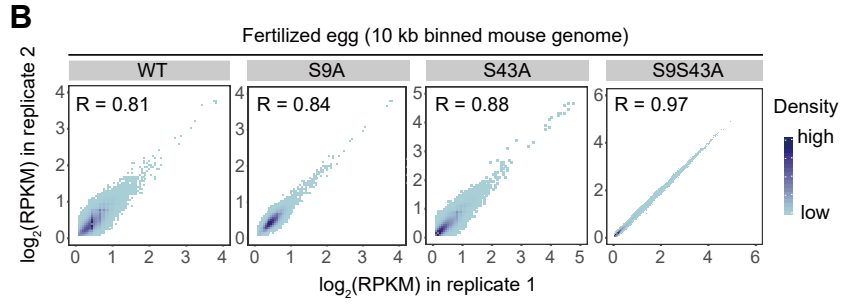 B
Fertilized egg (10 kb binned mouse genome)
WT S9A S43A S9S43A
log2(RPKM) in replicate 2
R = 0.81 R = 0.84 R = 0.88 R = 0.97
4 3 2 1 0
4 3 2 1 0
5 4 3 2 1 0
6 4 2 0
0 1 2 3 4
0 1 2 3 4
0 1 2 3 4 5
0 2 4 6
log2(RPKM) in replicate 1
Density
high
low